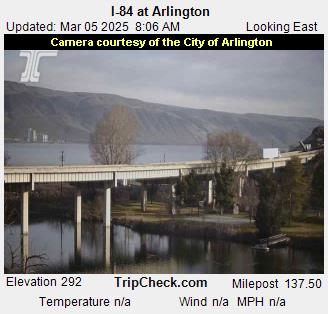 I-84 at Arlington
Updated: Mar 05 2025 8:06 AM Looking East
Camera courtesy of the City of Arlington
Elevation 292 TripCheck.com Milepost 137.50
Temperature n/a Wind n/a MPH n/a